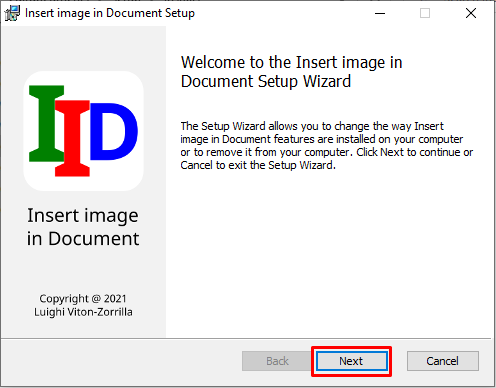 Insert image in Document Setup
Welcome to the Insert image in
Document Setup Wizard
The Setup Wizard allows you to change the way Insert
image in Document features are installed on your computer
or to remove it from your computer. Click Next to continue or
Cancel to exit the Setup Wizard.
IID
Insert image
in Document
Copyright @ 2021
Luighi Viton-Zorrilla
Back
Next
Cancel